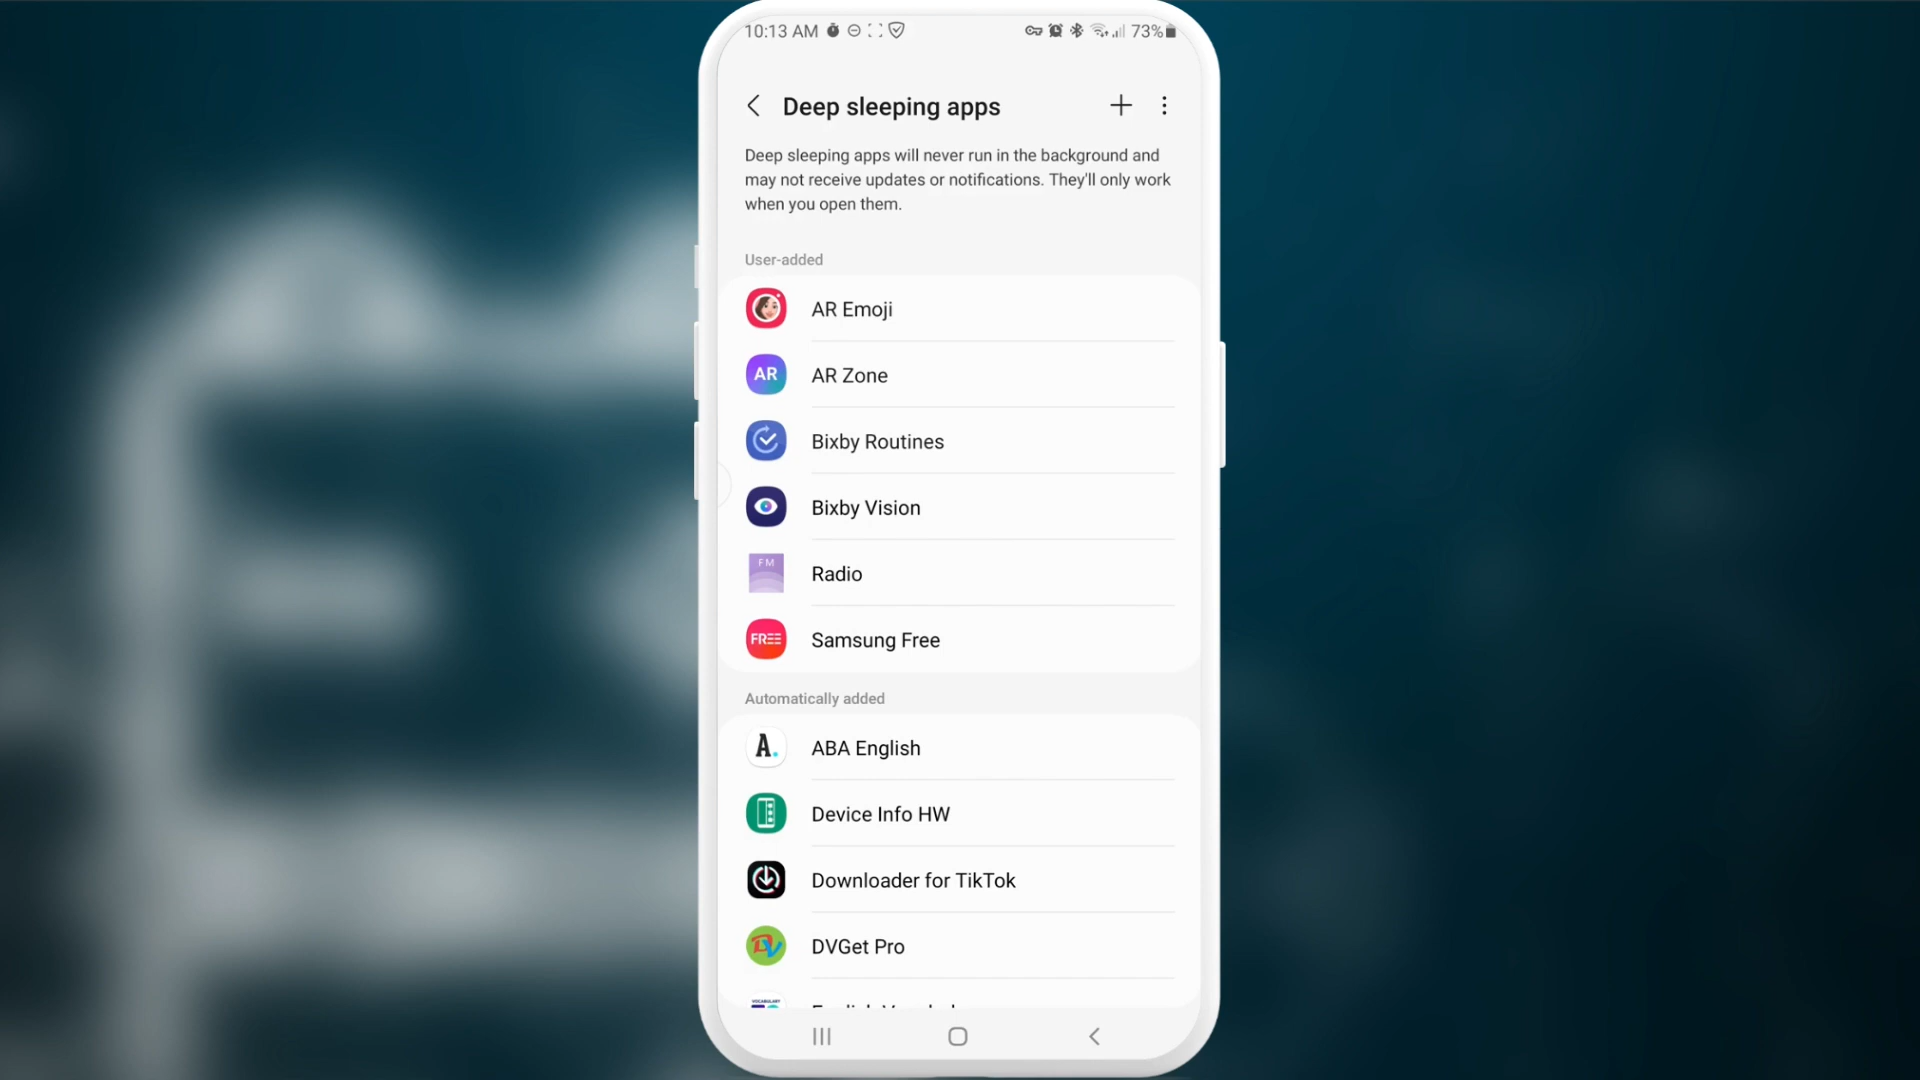 10:13 AM
73%
Deep sleeping apps
Deep sleeping apps will never run in the background and
may not receive updates or notifications. They'll only work
when you open them.
User-added
AR Emoji
AR
AR Zone
Bixby Routines
Bixby Vision
FM
Radio
FREE
Samsung Free
Automatically added
A.
ABA English
Device Info HW
Downloader for TikTok
DV
DVGet Pro
VOCABULARY